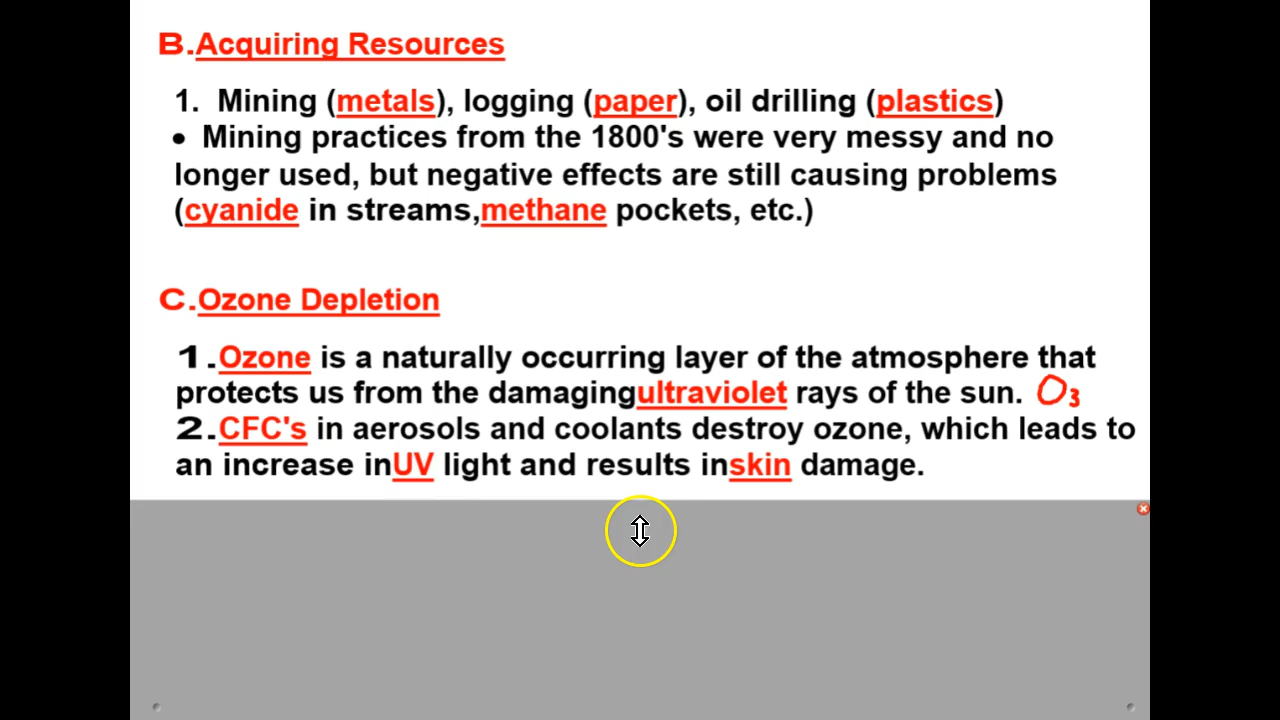 B.Acquiring Resources
1. Mining (metals), logging (paper), oil drilling (plastics)
• Mining practices from the 1800's were very messy and no
longer used, but negative effects are still causing problems
(cyanide in streams,methane pockets, etc.)
C.Ozone Depletion
1.Ozone is a naturally occurring layer of the atmosphere that
protects us from the damagingultraviolet rays of the sun. O₃
2.CFC's in aerosols and coolants destroy ozone, which leads to
an increase inUV light and results inskin damage.